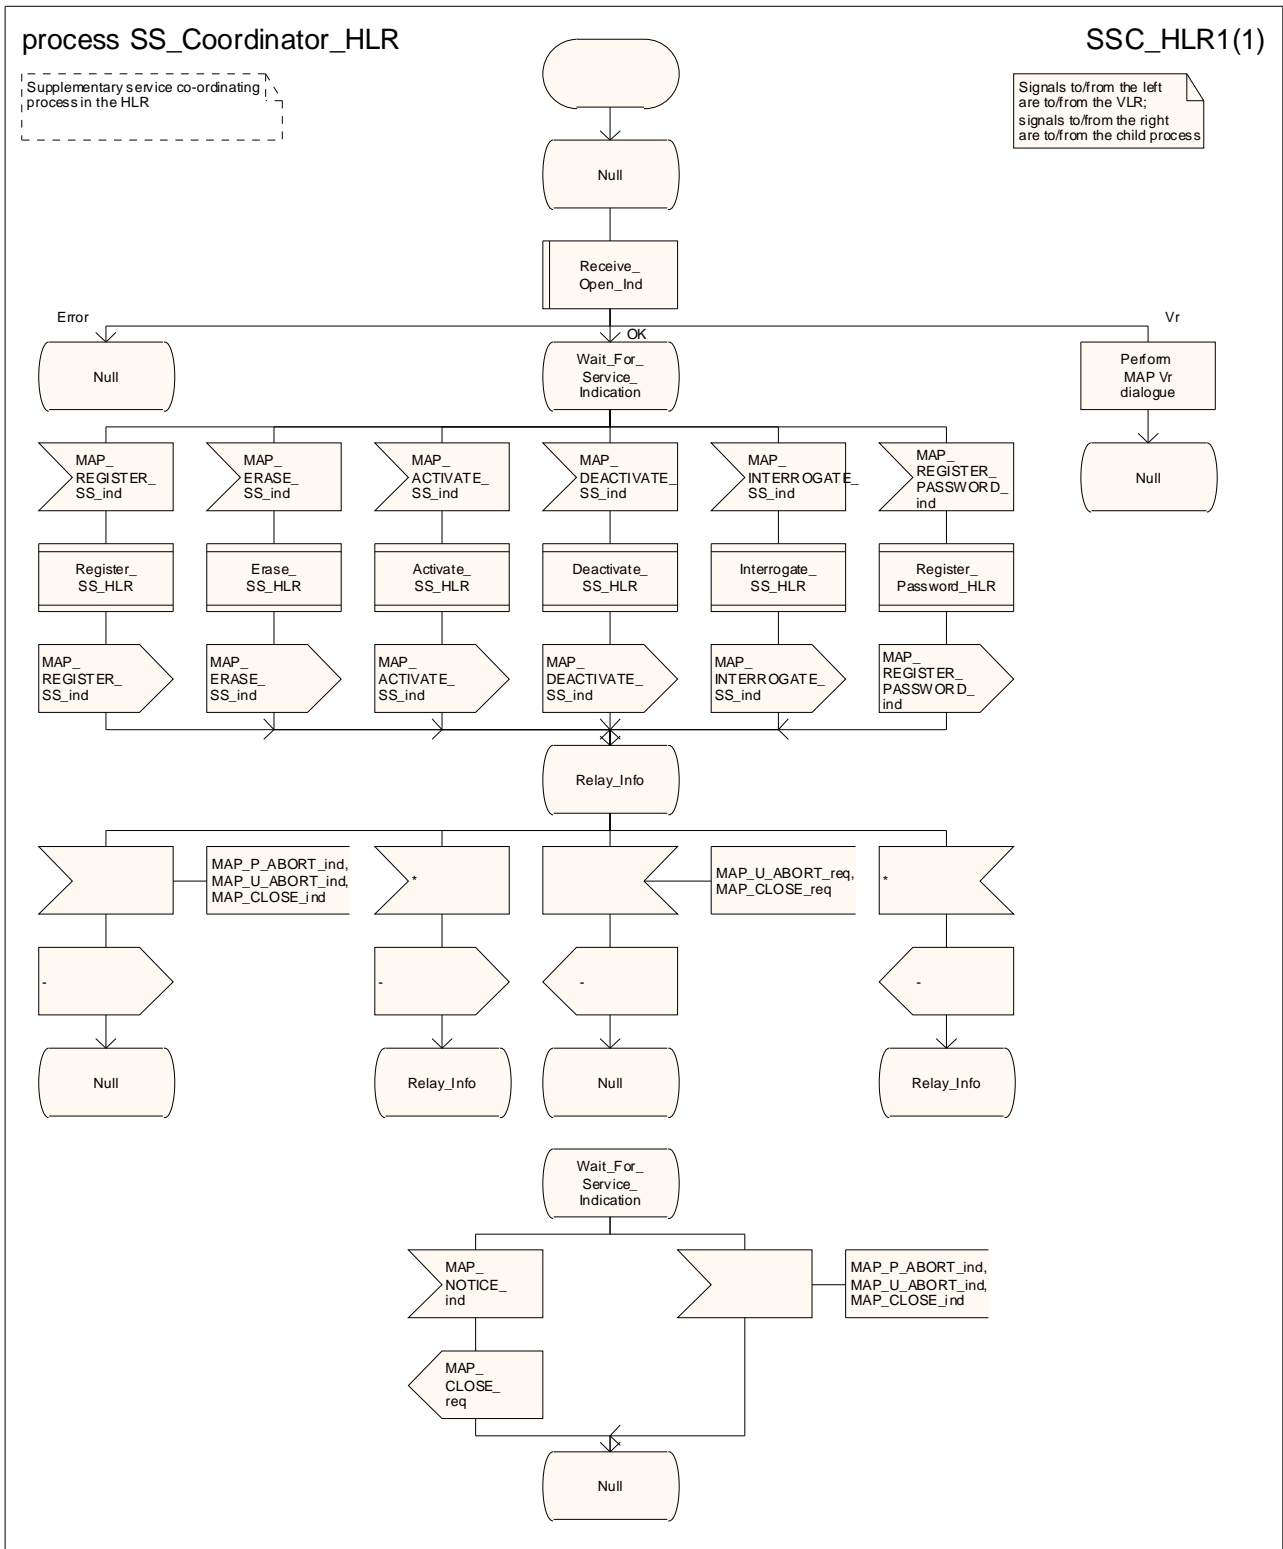 process SS_Coordinator_HLR
SSC_HLR1(1)
Supplementary service co-ordinating
process in the HLR
Signals to/from the left
are to/from the VLR;
signals to/from the right
are to/from the child process
Null
Receive_
Open_Ind
Error
OK
Vr
Null
Wait_For_
Service_
Indication
Perform
MAP Vr
dialogue
MAP_
REGISTER_
SS_ind
MAP_
ERASE_
SS_ind
MAP_
ACTIVATE_
SS_ind
MAP_
DEACTIVATE_
SS_ind
MAP_
INTERROGATE_
SS_ind
MAP_
REGISTER_
PASSWORD_
ind
Null
Register_
SS_HLR
Erase_
SS_HLR
Activate_
SS_HLR
Deactivate_
SS_HLR
Interrogate_
SS_HLR
Register_
Password_HLR
MAP_
REGISTER_
SS_ind
MAP_
ERASE_
SS_ind
MAP_
ACTIVATE_
SS_ind
MAP_
DEACTIVATE_
SS_ind
MAP_
INTERROGATE_
SS_ind
MAP_
REGISTER_
PASSWORD_
ind
Relay_Info
MAP_P_ABORT_ind,
MAP_U_ABORT_ind,
MAP_CLOSE_ind
*
MAP_U_ABORT_req,
MAP_CLOSE_req
*
-
-
-
-
Null
Relay_Info
Null
Relay_Info
Wait_For_
Service_
Indication
MAP_
NOTICE_
ind
MAP_P_ABORT_ind,
MAP_U_ABORT_ind,
MAP_CLOSE_ind
MAP_
CLOSE_
req
Null